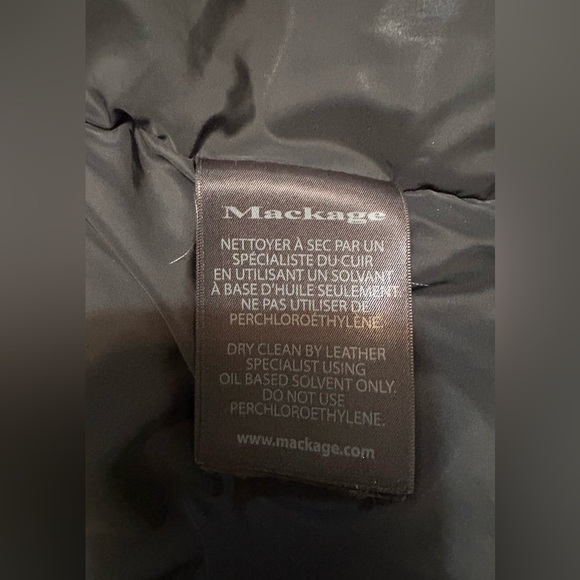 Mackage
NETTOYER À SEC PAR UN
SPÉCIALISTE DU CUIR
EN UTILISANT UN SOLVANT
À BASE D'HUILE SEULEMENT.
NE PAS UTILISER DE
PERCHLOROÉTHYLÈNE.
DRY CLEAN BY LEATHER
SPECIALIST USING
OIL BASED SOLVENT ONLY.
DO NOT USE
PERCHLOROETHYLENE.
www.mackage.com